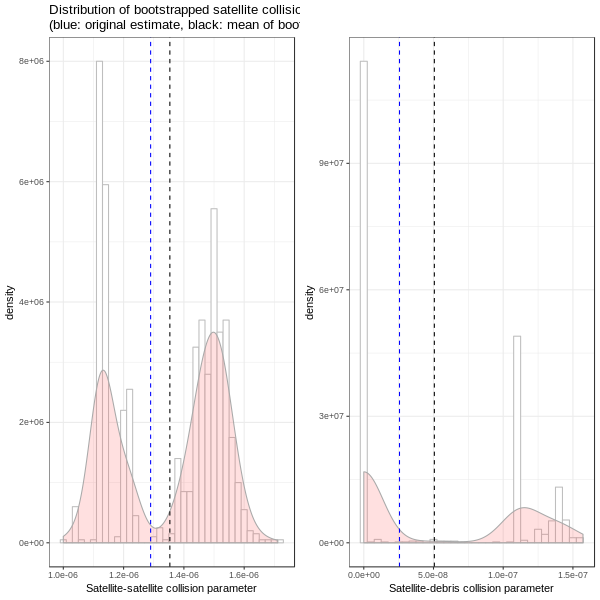 Distribution of bootstrapped satellite
(blue: original estimate, black: mean of
8e+06
6e+06
4e+06
2e+06
0e+00
density
1.0e-06 1.2e-06 1.4e-06 1.6e-06
Satellite-satellite collision parameter
9e+07
6e+07
3e+07
0e+00
density
0.0e+00 5.0e-08 1.0e-07 1.5e-07
Satellite-debris collision parameter